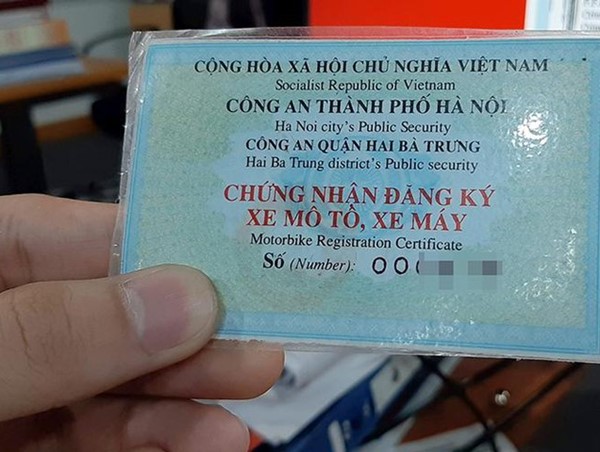 CỘNG HÒA XÃ HỘI CHỦ NGHĨA VIỆT NAM
Socialist Republic of Vietnam
CÔNG AN THÀNH PHỐ HÀ NỘI
Ha Noi city's Public Security
CÔNG AN QUẬN HAI BÀ TRƯNG
Hai Ba Trung district's Public security
CHỨNG NHẬN ĐĂNG KÝ
XE MÔ TÔ, XE MÁY
Motorbike Registration Certificate
Số (Number): 00